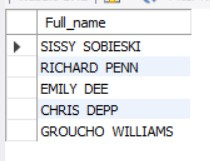 Full_name
SISSY SOBIESKI
RICHARD PENN
EMILY DEE
CHRIS DEPP
GROUCHO WILLIAMS